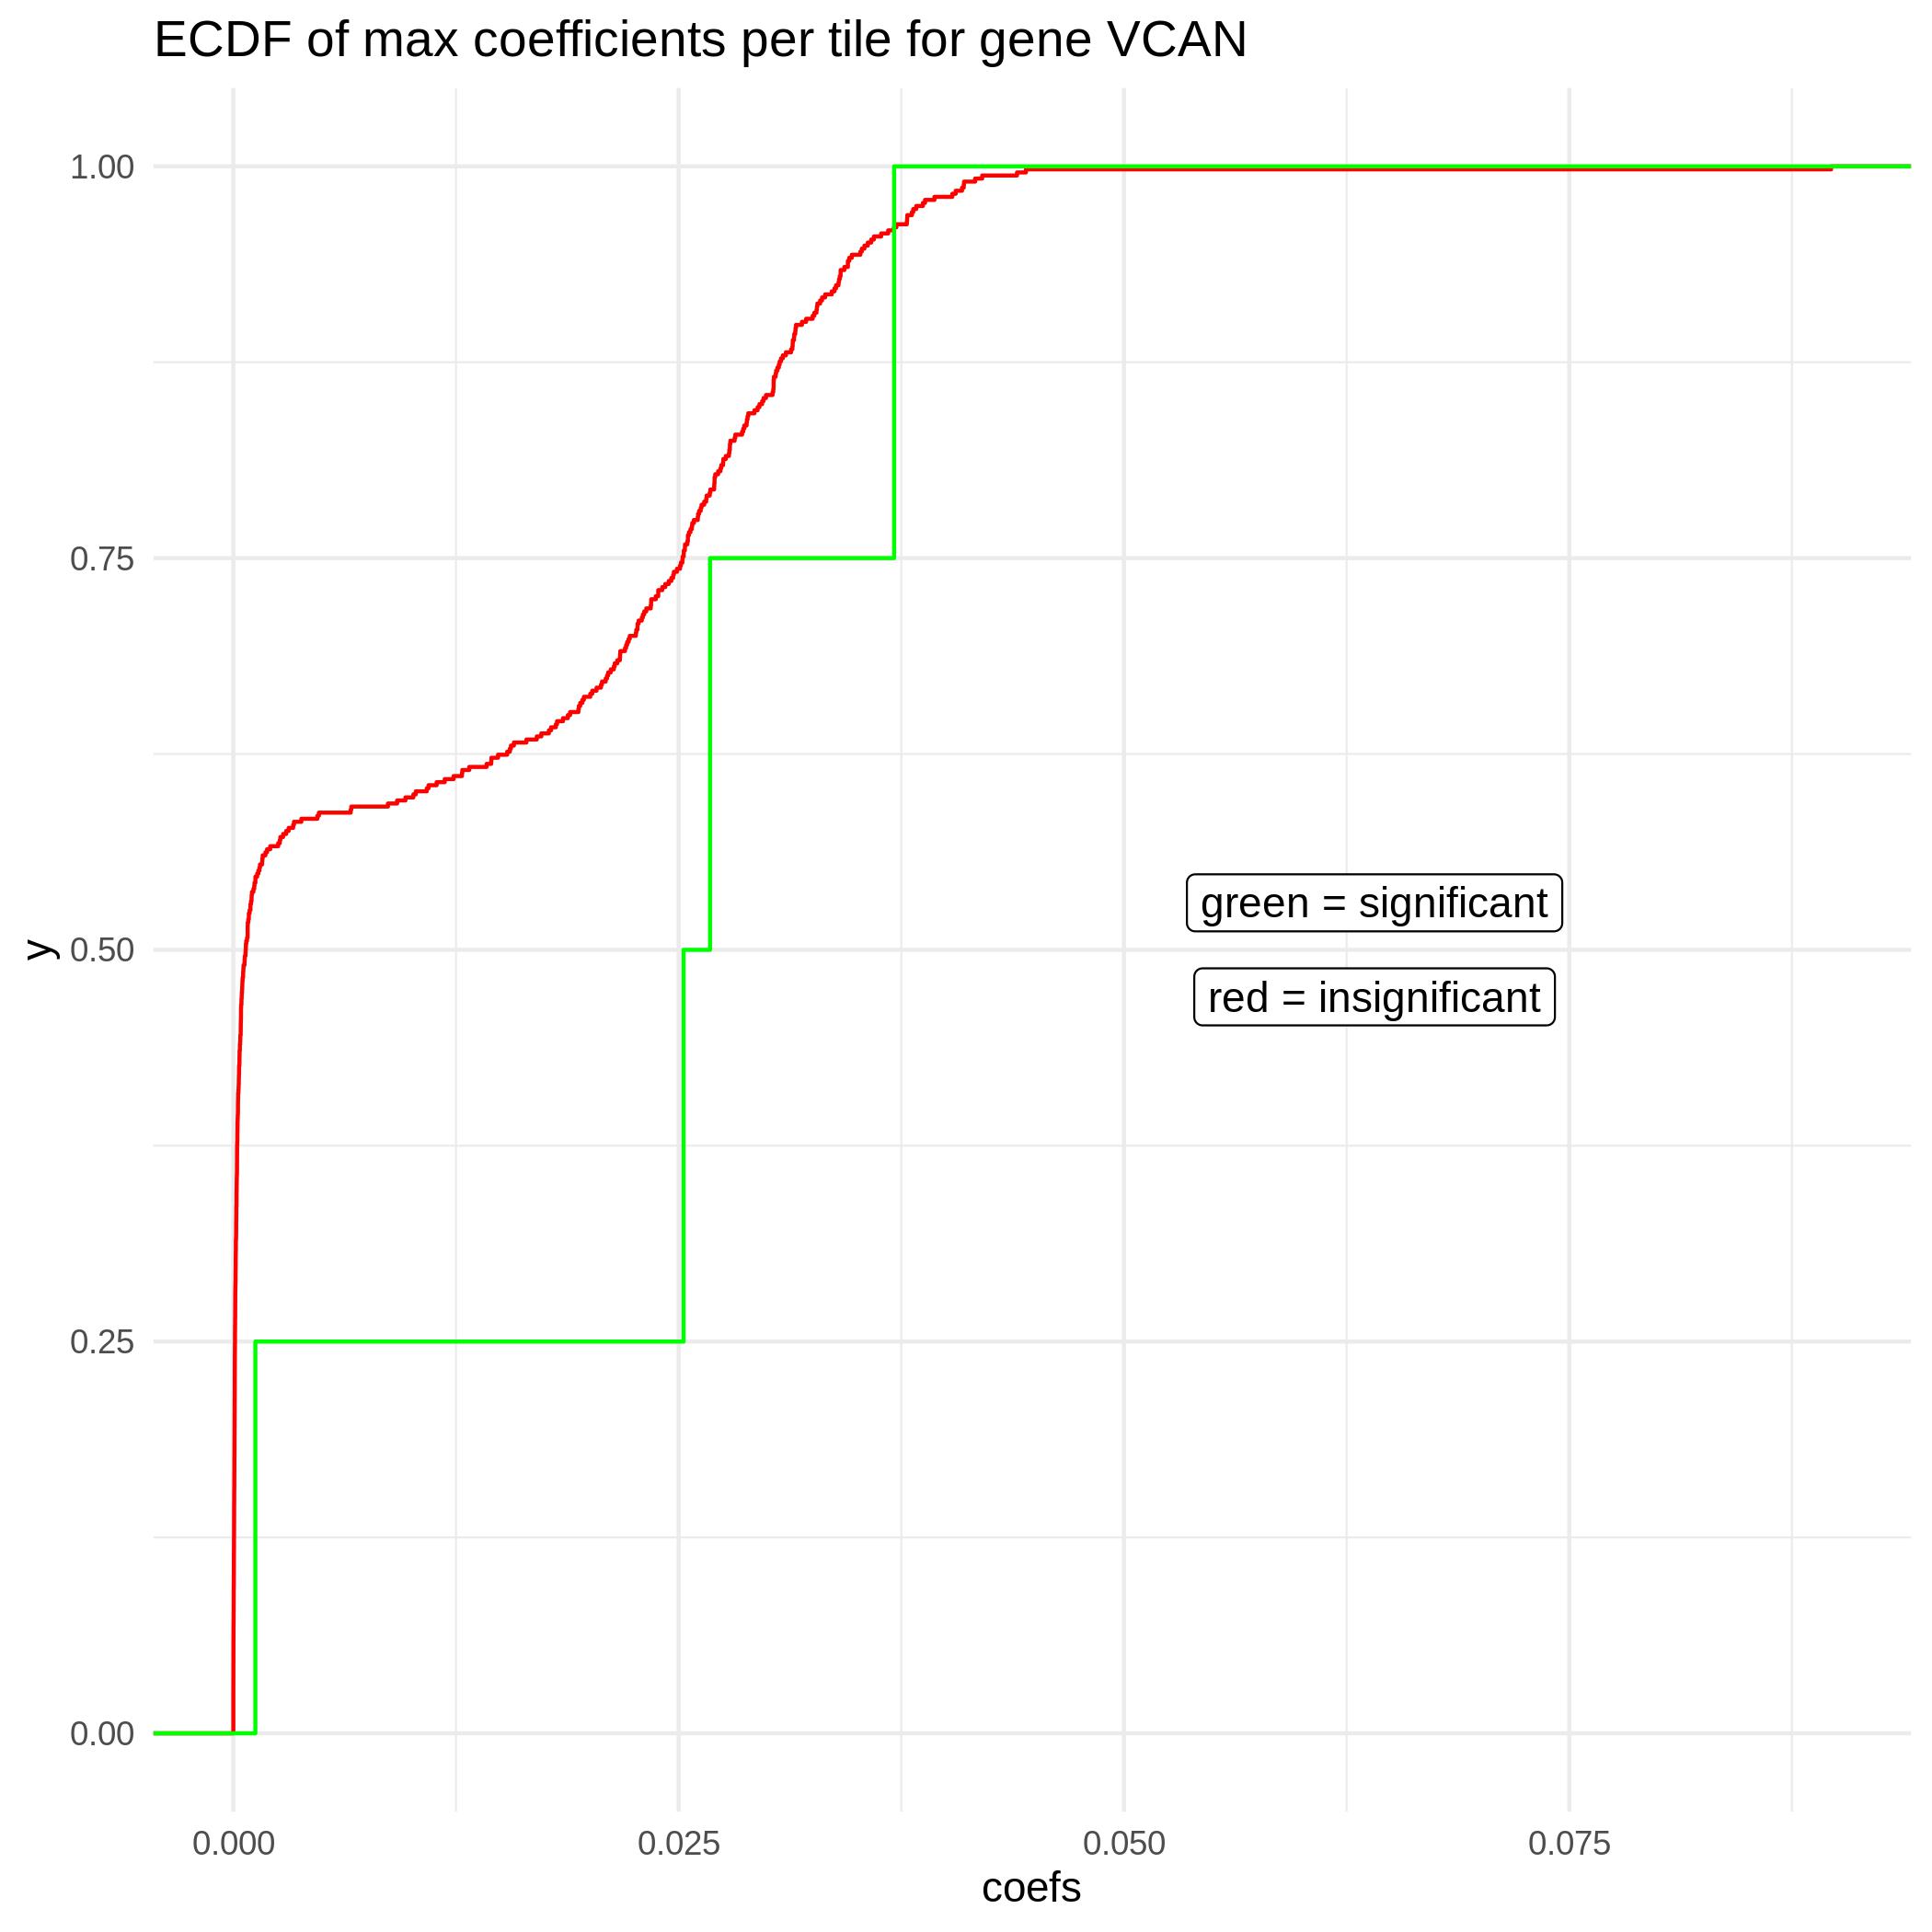 ECDF of max coefficients per tile for gene VCAN
1.00
0.75
0.50
0.25
0.00
y
green = significant
red = insignificant
0.000 0.025 0.050 0.075
coefs